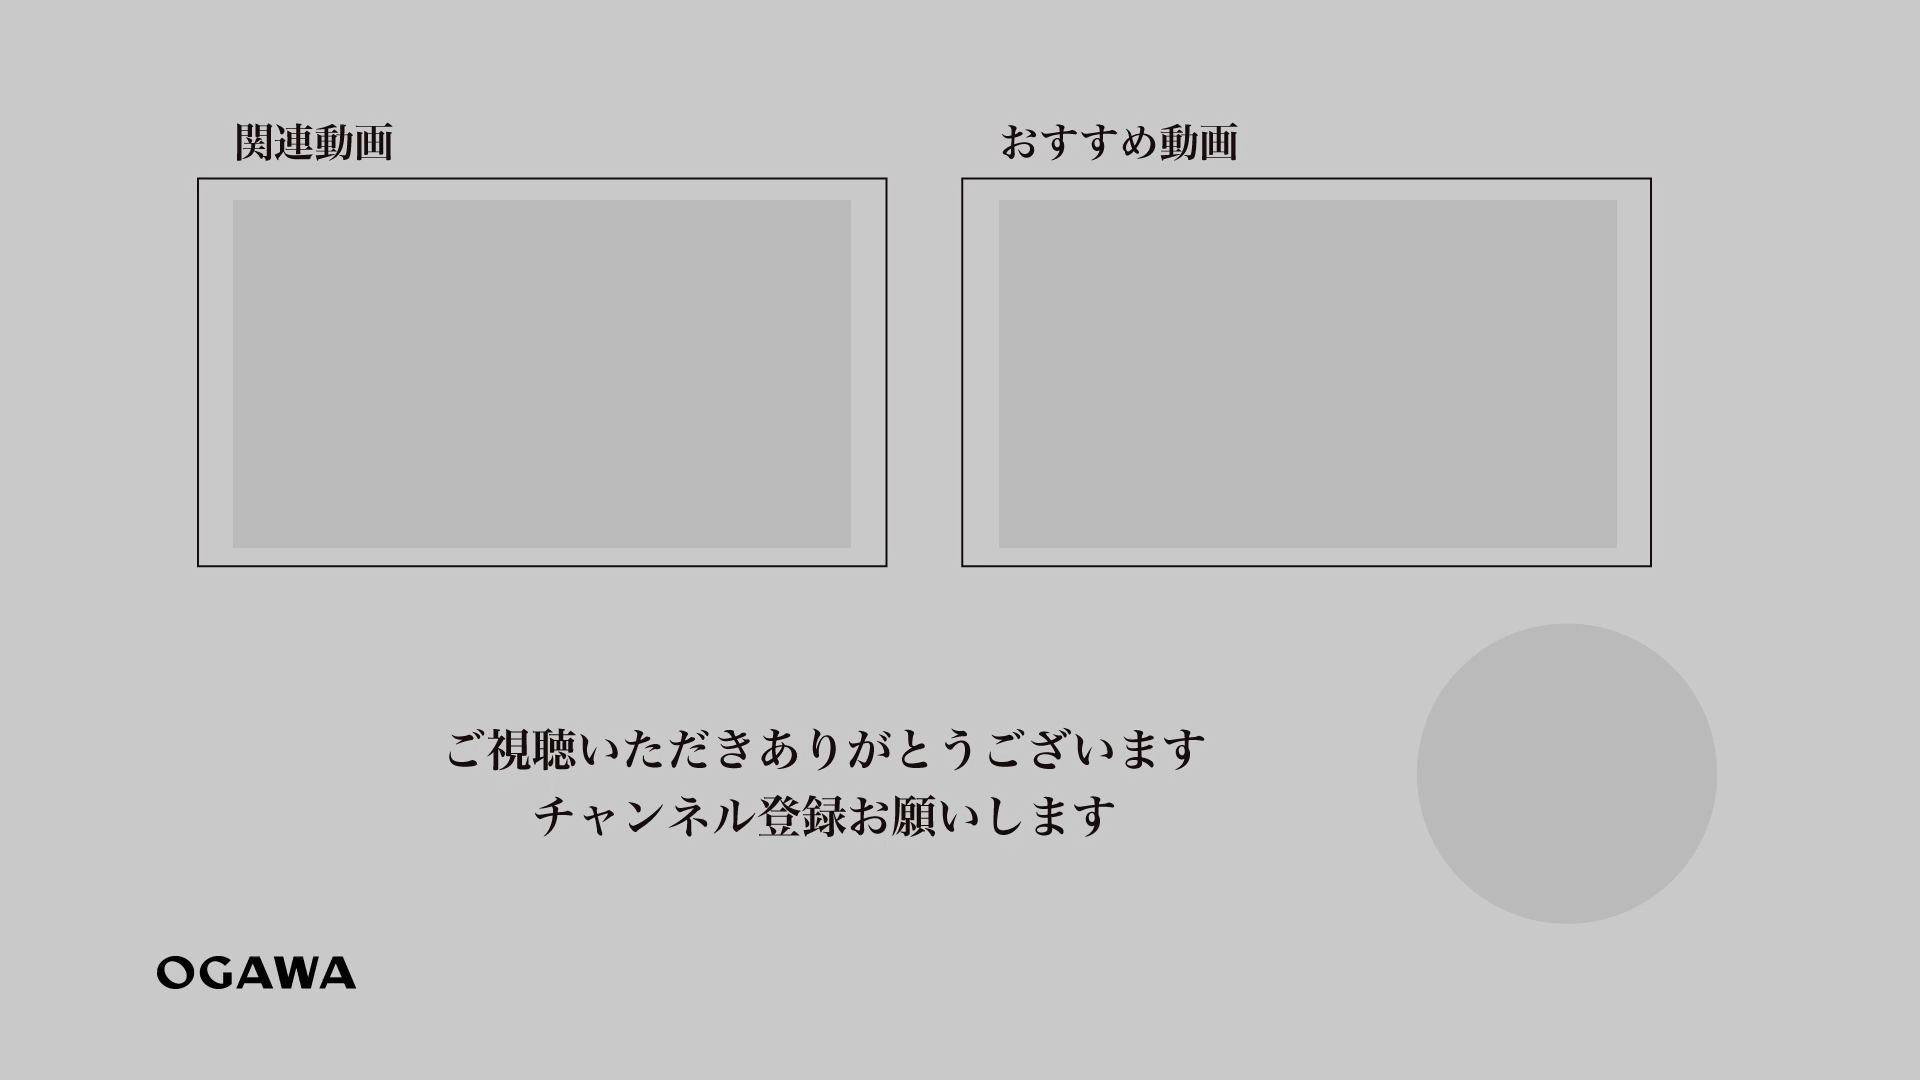 関連動画
おすすめ動画
ご視聴いただきありがとうございます
チャンネル登録お願いします
OGAWA